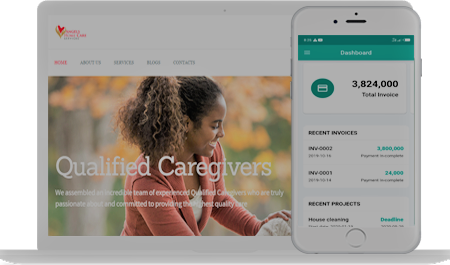 HOME ABOUT US SERVICES BLOGS CONTACTS
Qualified Caregivers
We assembled an incredible team of experienced Qualified Caregivers who are truly
passionate about and committed to providing the highest quality care
Dashboard
3,824,000
Total Invoice
RECENT INVOICES
INV-0002 3,800,000
2019-10-16 Payment incomplete
INV-0001 24,000
2019-10-14 Payment incomplete
RECENT PROJECTS
House cleaning Deadline